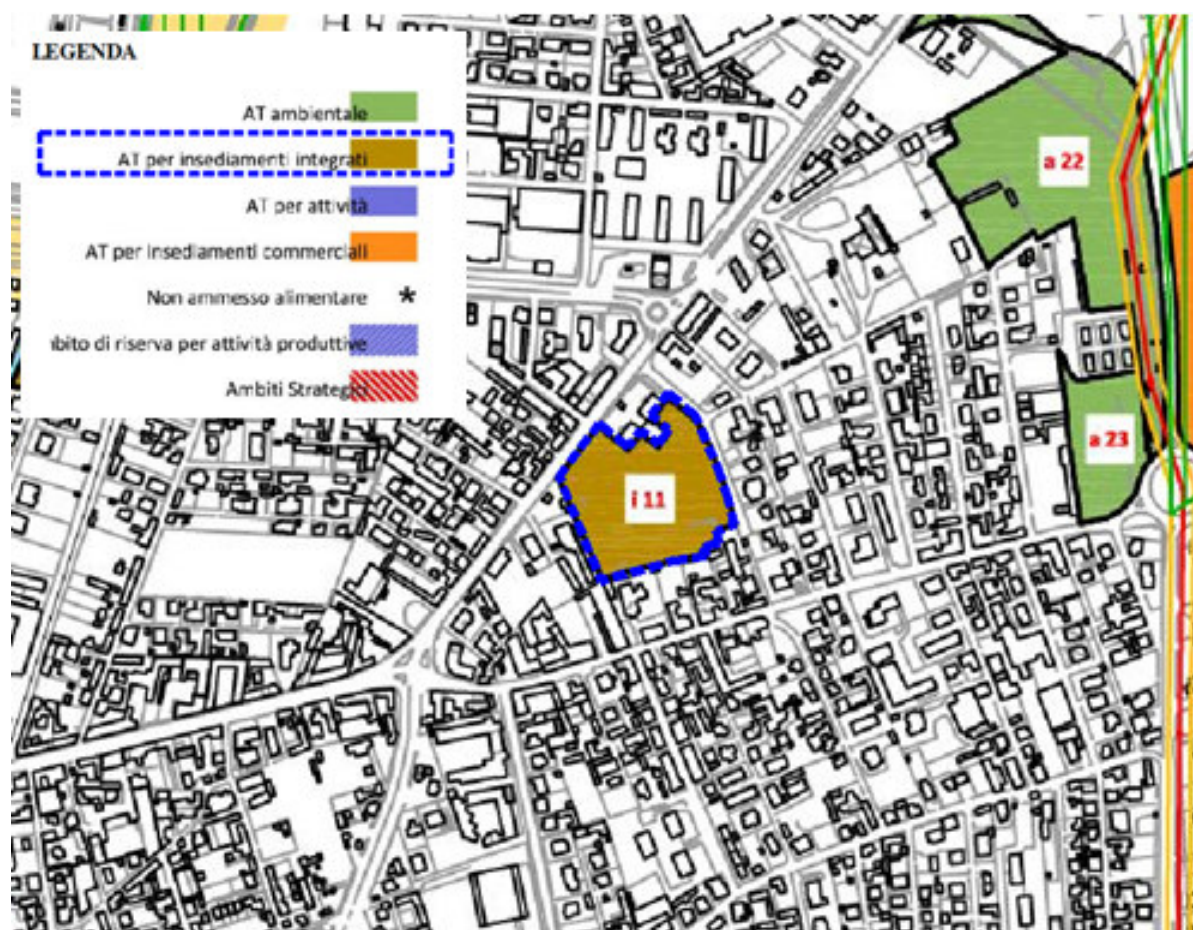 LEGENDA
AT ambientale
AT per insediamenti integrati
AT per attività
AT per Insediamenti commerciali
Non ammesso alimentare *
bito di riserva per attività produttive
Ambiti Strategici
a 22
a 23
i 11